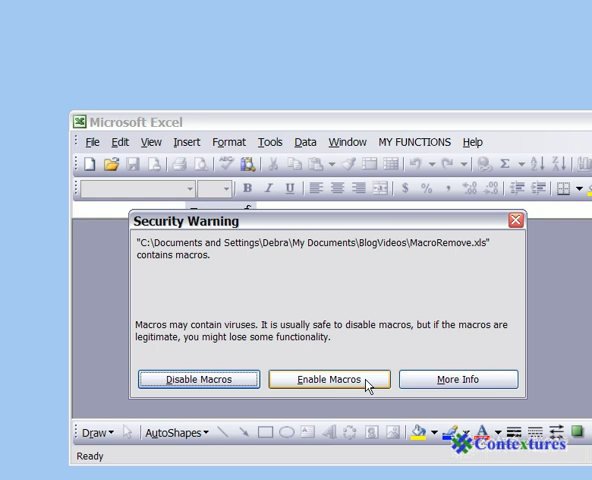 Microsoft Excel
File Edit View Insert Format Tools Data Window MY FUNCTIONS Help
B I U $ % ,
Security Warning
"C:\Documents and Settings\Debra\My Documents\BlogVideos\MacroRemove.xls"
contains macros.
Macros may contain viruses. It is usually safe to disable macros, but if the macros are
legitimate, you might lose some functionality.
Disable Macros Enable Macros More Info
Draw AutoShapes
Contextures
Ready